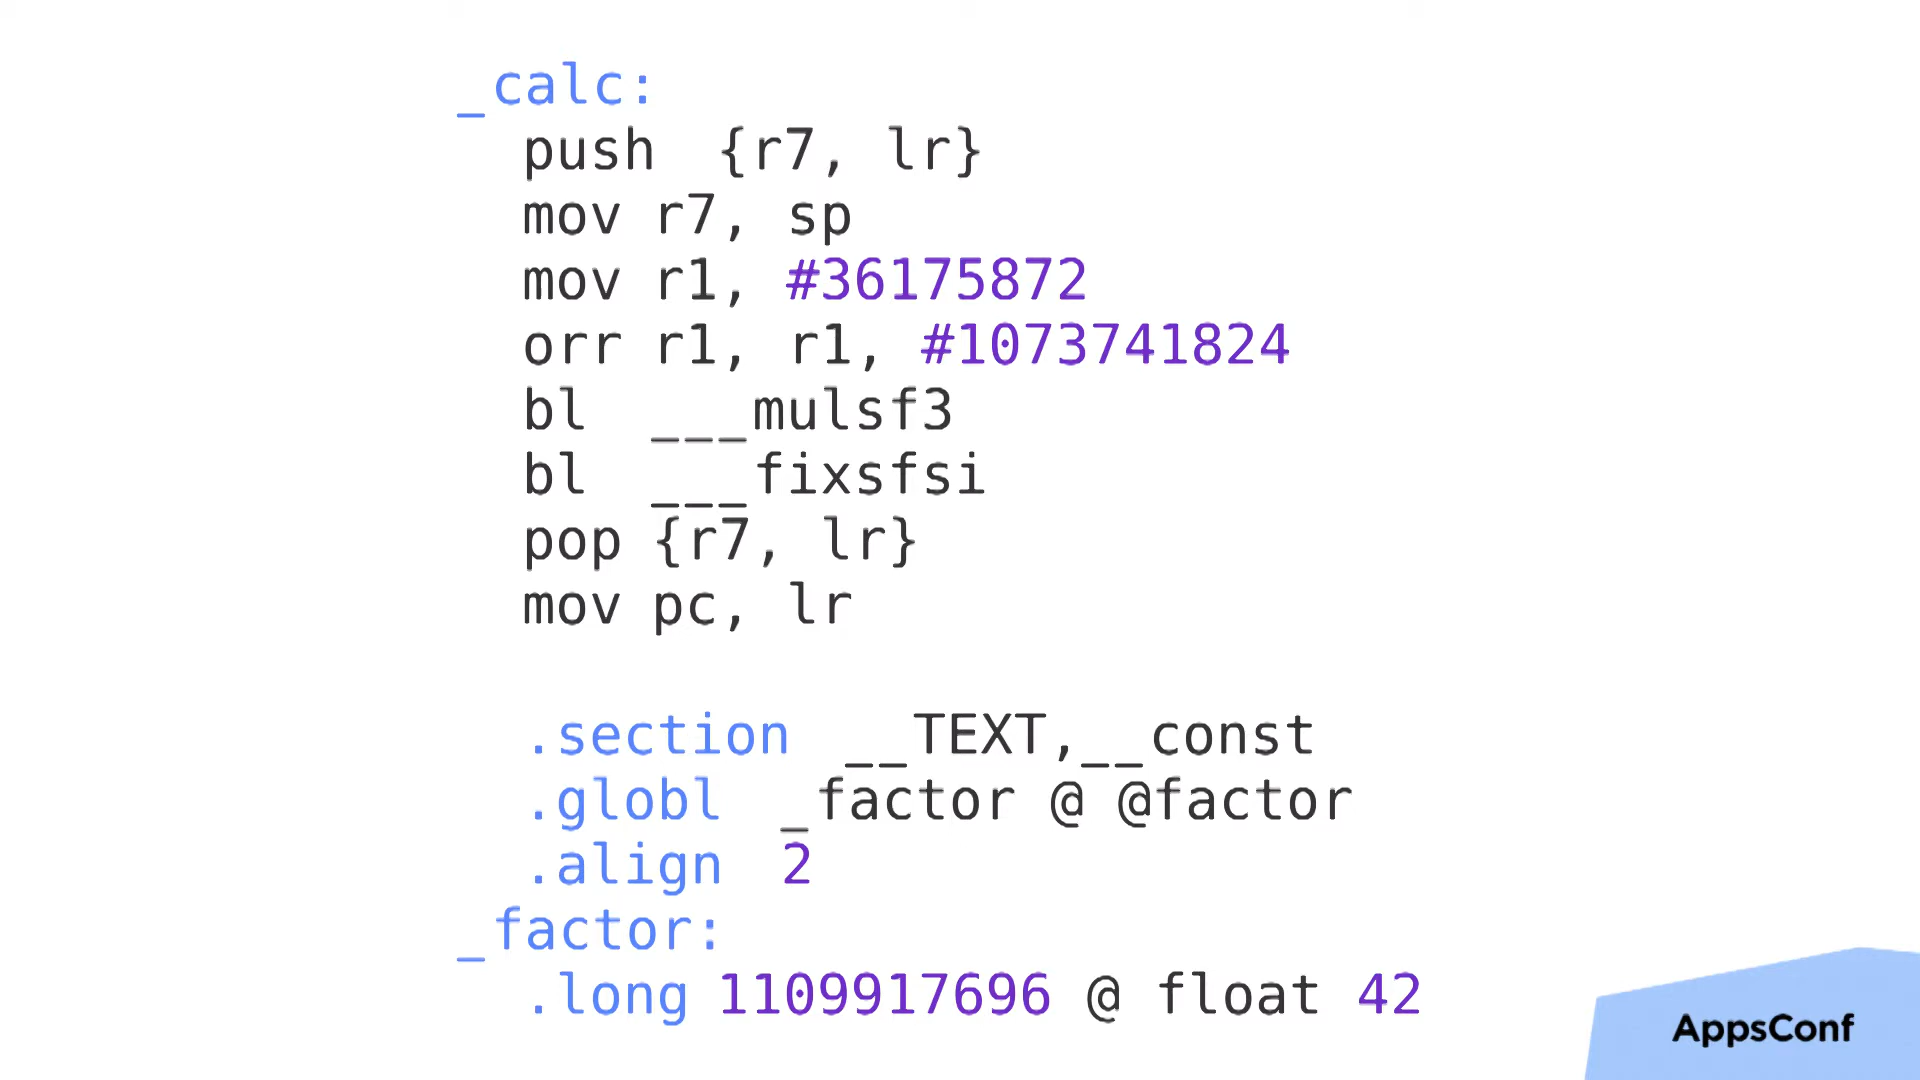 _calc:
push {r7, lr}
mov r7, sp
mov r1, #36175872
orr r1, r1, #1073741824
bl ___mulsf3
bl ___fixsfsi
pop {r7, lr}
mov pc, lr
.section __TEXT,__const
.globl _factor @ @factor
.align 2
_factor:
.long 1109917696 @ float 42
AppsConf